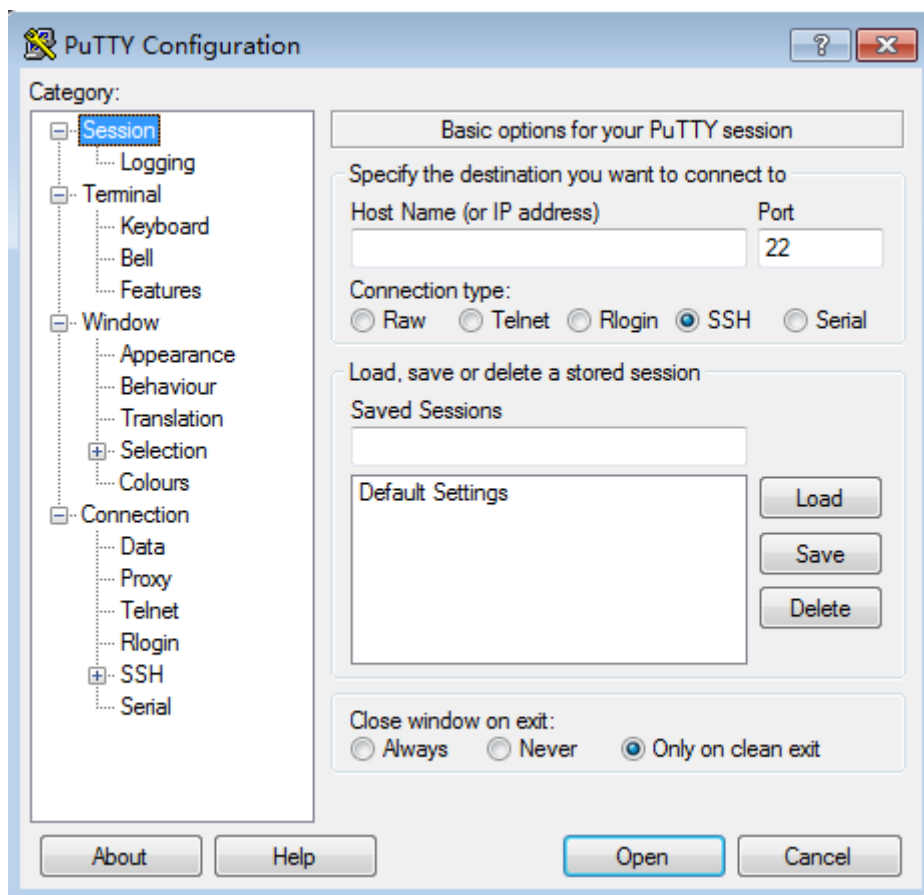 PuTTY Configuration
Category:
Session
Logging
Terminal
Keyboard
Bell
Features
Window
Appearance
Behaviour
Translation
Selection
Colours
Connection
Data
Proxy
Telnet
Rlogin
SSH
Serial
Basic options for your PuTTY session
Specify the destination you want to connect to
Host Name (or IP address) Port
22
Connection type:
Raw Telnet Rlogin SSH Serial
Load, save or delete a stored session
Saved Sessions
Default Settings
Load
Save
Delete
Close window on exit:
Always Never Only on clean exit
About Help Open Cancel